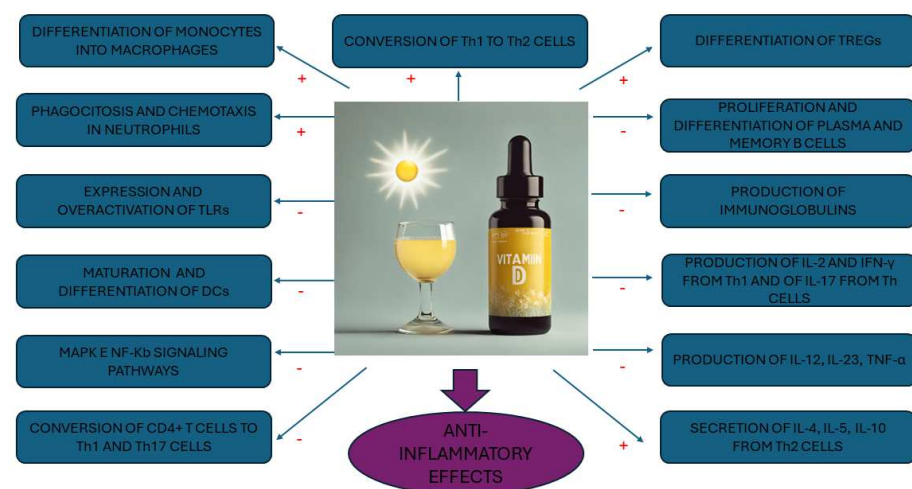 DIFFERENTIATION OF MONOCYTES
INTO MACROPHAGES
+
CONVERSION OF Th1 TO Th2 CELLS
+
DIFFERENTIATION OF TREGs
+
PHAGOCITOSIS AND CHEMOTAXIS
IN NEUTROPHILS
+
PROLIFERATION AND
DIFFERENTIATION OF PLASMA AND
MEMORY B CELLS
-
EXPRESSION AND
OVERACTIVATION OF TLRs
-
PRODUCTION OF
IMMUNOGLOBULINS
-
MATURATION AND
DIFFERENTIATION OF DCs
-
PRODUCTION OF IL-2 AND IFN-γ
FROM Th1 AND OF IL-17 FROM Th
CELLS
-
MAPK E NF-Kb SIGNALING
PATHWAYS
-
PRODUCTION OF IL-12, IL-23, TNF-α
-
CONVERSION OF CD4+ T CELLS TO
Th1 AND Th17 CELLS
-
SECRETION OF IL-4, IL-5, IL-10
FROM Th2 CELLS
+
VITAMIIN
D
ANTI-
INFLAMMATORY
EFFECTS